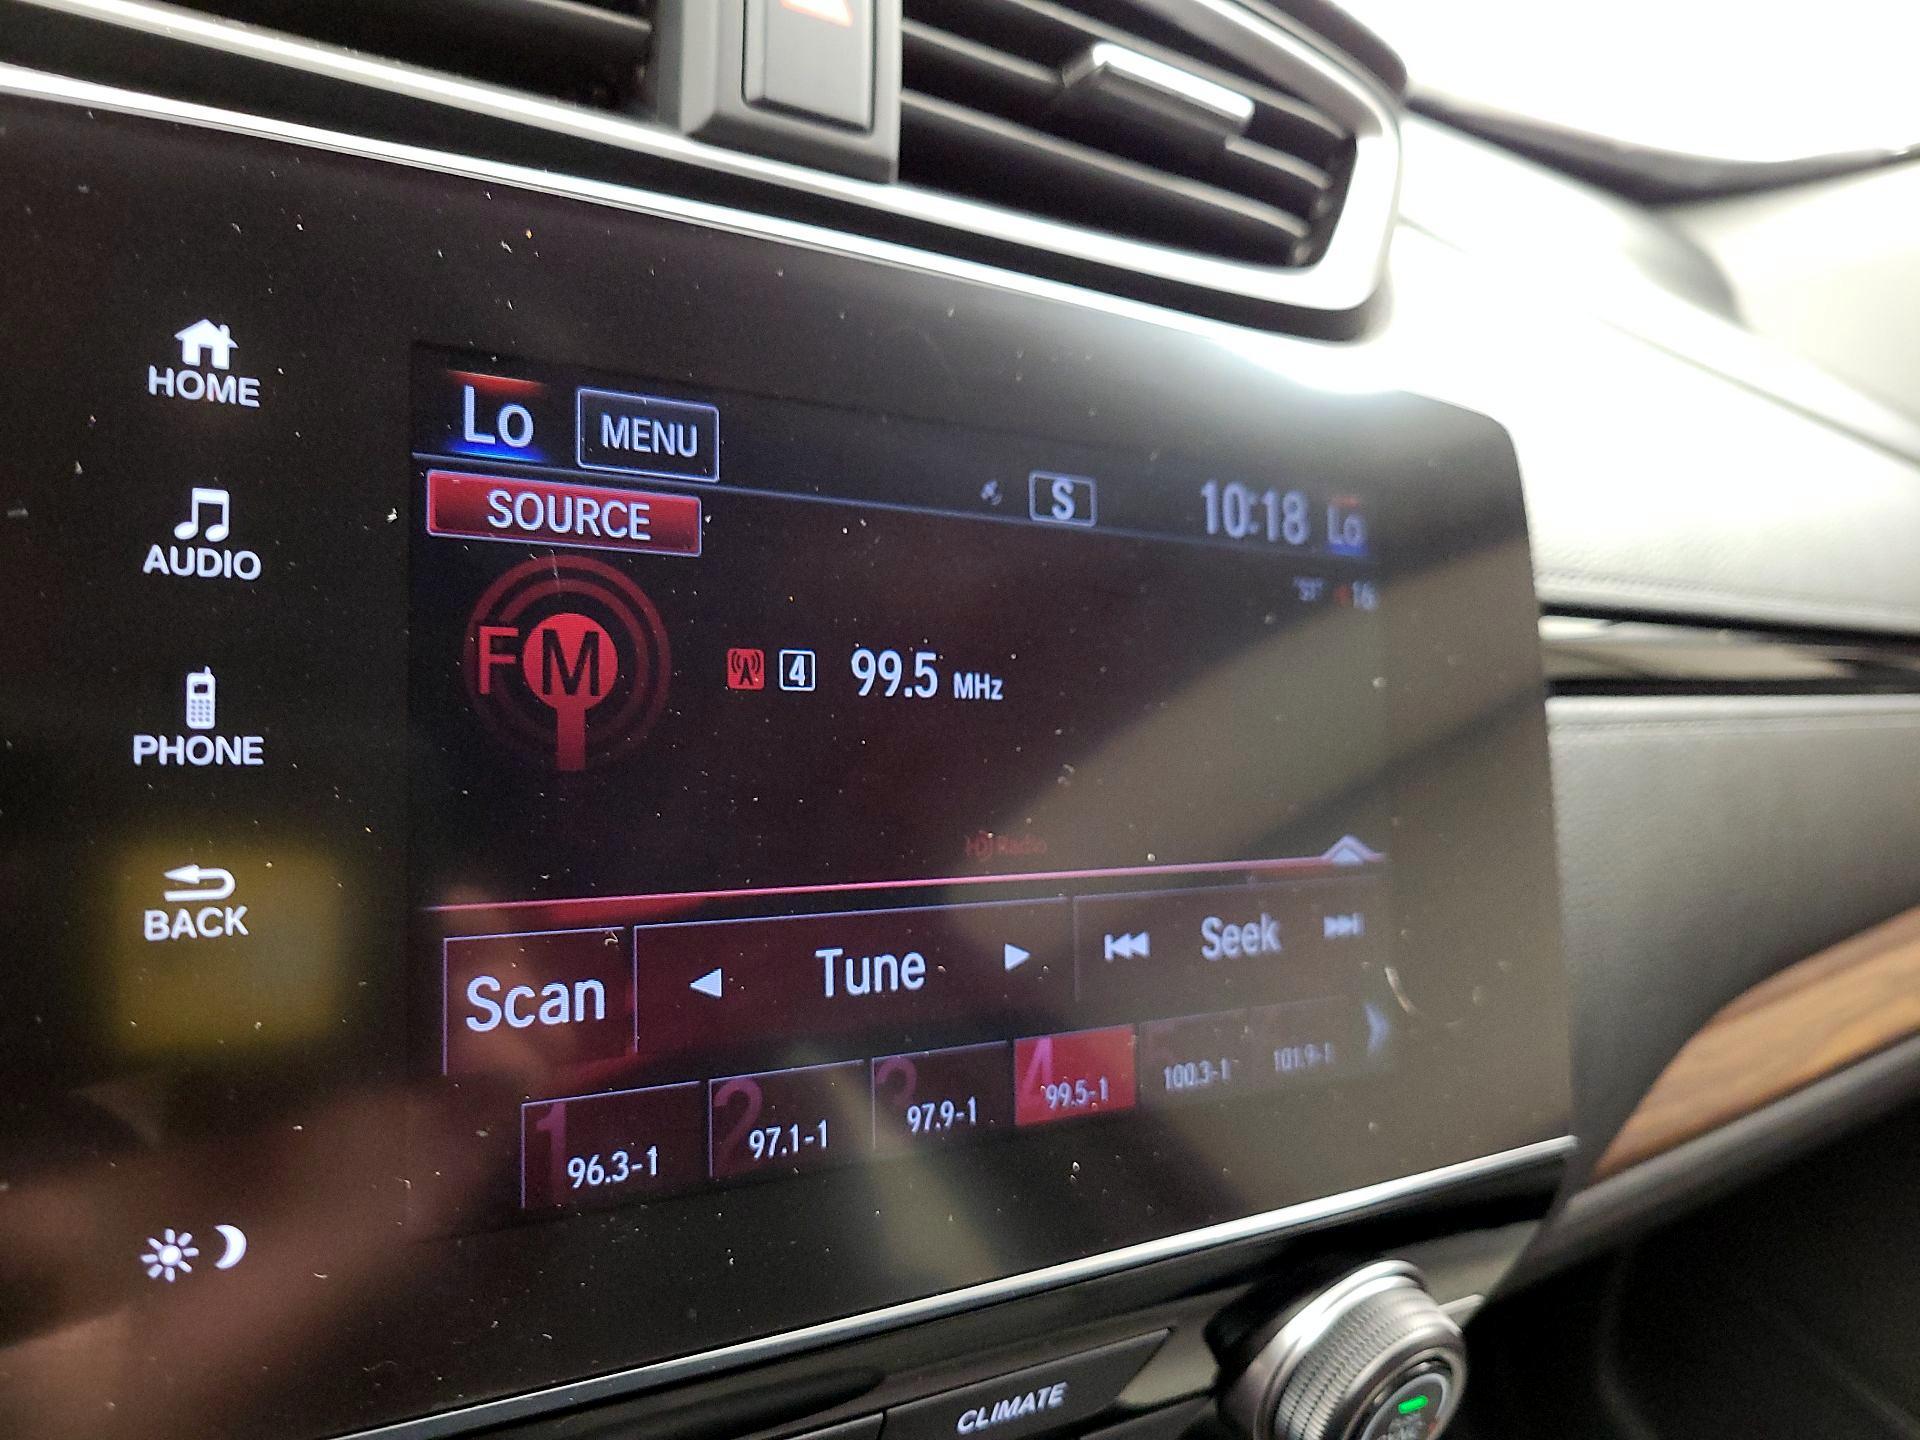 HOME
AUDIO
PHONE
BACK
Lo MENU
S 10:18 Lo
SOURCE
FM 4 99.5 MHz
HD Radio
Scan Tune Seek
1 96.3-1
2 97.1-1
3 97.9-1
4 99.5-1
100.3-1
101.9-1
CLIMATE